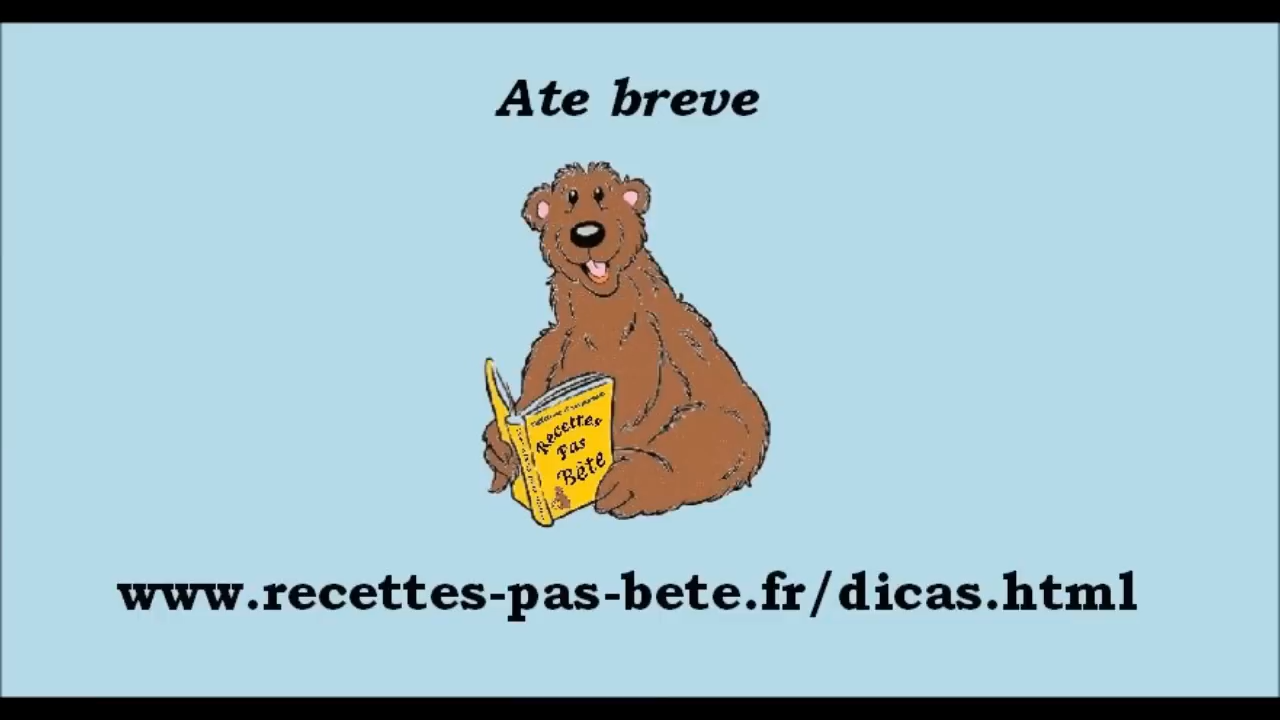 Ate breve
Recettes
Pas
Bête
www.recettes-pas-bete.fr/dicas.html